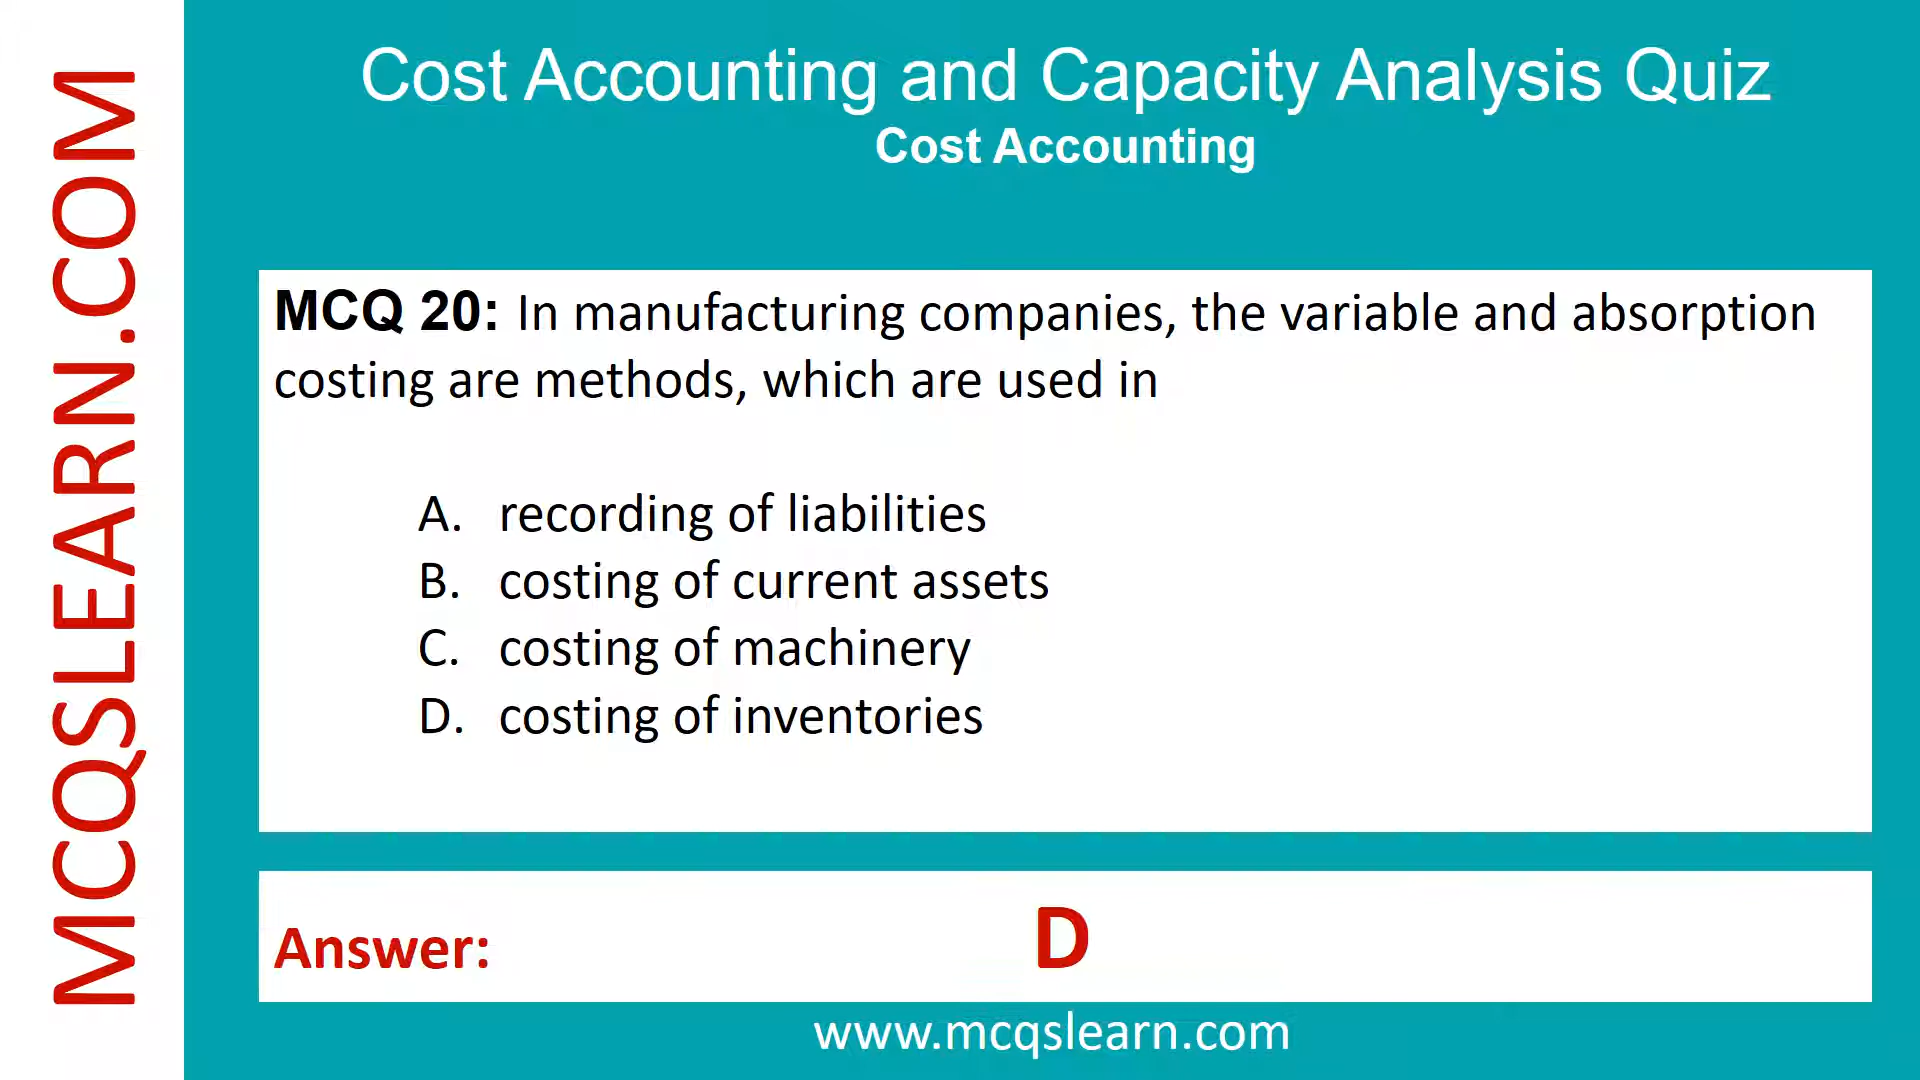 MCQSLEARN.COM
Cost Accounting and Capacity Analysis Quiz
Cost Accounting
MCQ 20: In manufacturing companies, the variable and absorption
costing are methods, which are used in
A. recording of liabilities
B. costing of current assets
C. costing of machinery
D. costing of inventories
Answer: D
www.mcqslearn.com